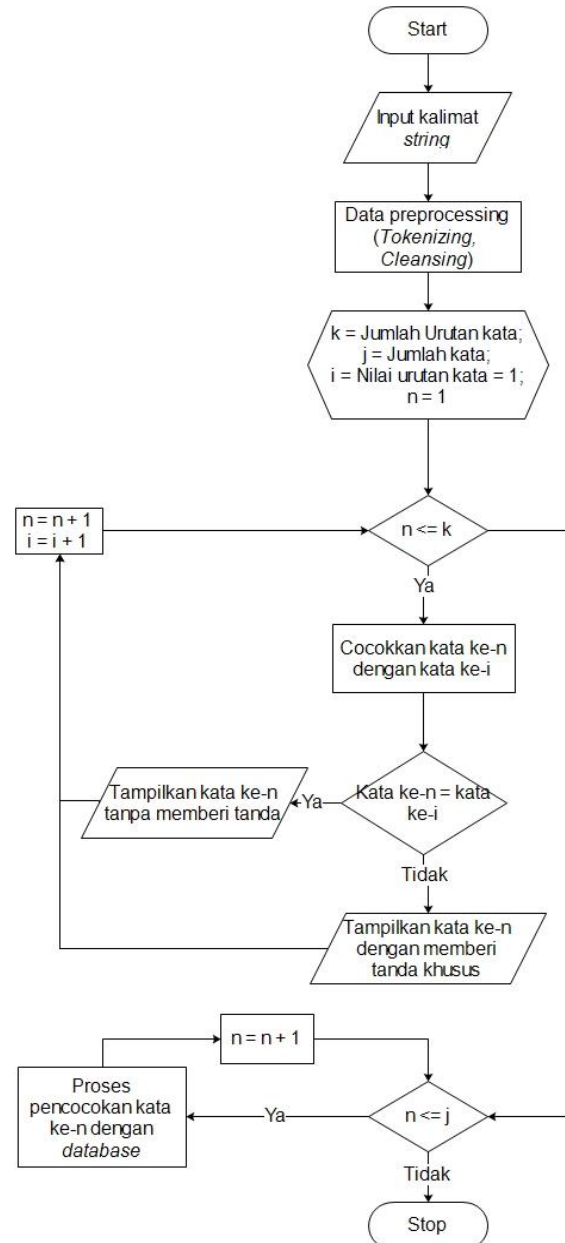 Start
Input kalimat
string
Data preprocessing
(Tokenizing,
Cleansing)
k = Jumlah Urutan kata;
j = Jumlah kata;
i = Nilai urutan kata = 1;
n = 1
n = n + 1
i = i + 1
n <= k
Ya
Cocokkan kata ke-n
dengan kata ke-i
Kata ke-n = kata
ke-i
Ya
Tampilkan kata ke-n
tanpa memberi tanda
Tidak
Tampilkan kata ke-n
dengan memberi
tanda khusus
n = n + 1
Proses
pencocokan kata
ke-n dengan
database
Ya
n <= j
Tidak
Stop